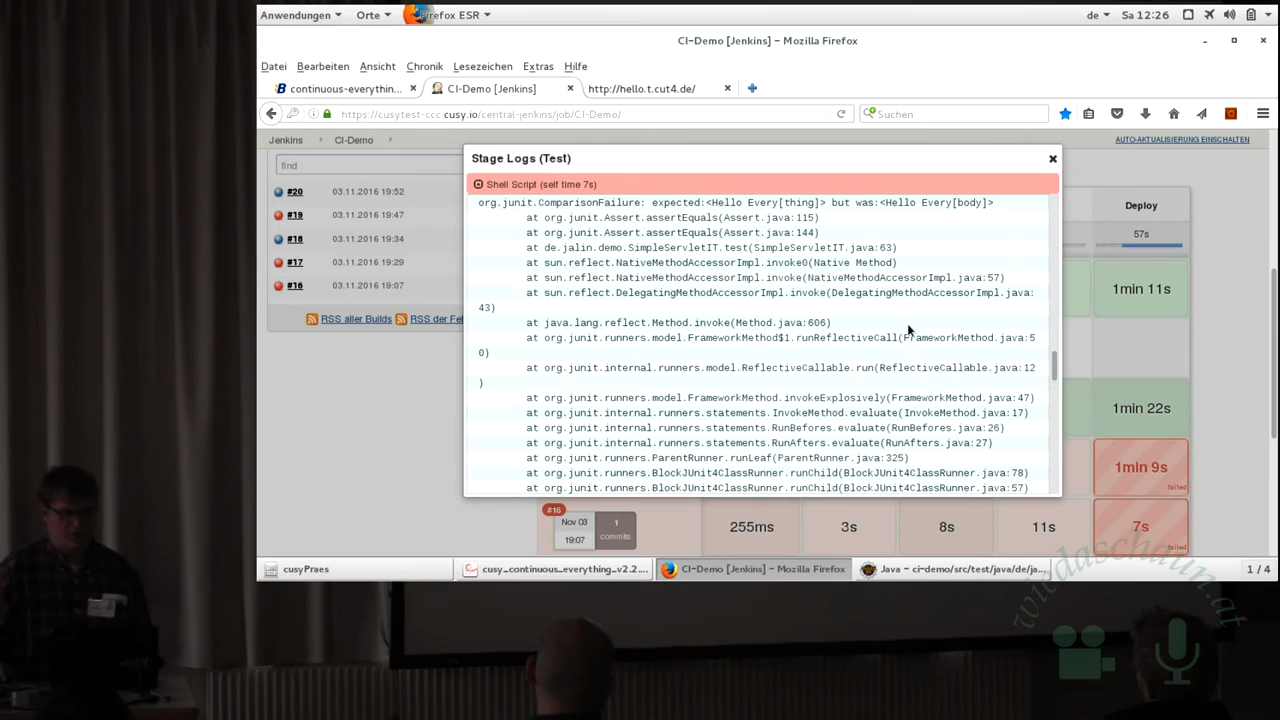 Anwendungen Orte Firefox ESR de Sa 12:26
CI-Demo [Jenkins] - Mozilla Firefox
Datei Bearbeiten Ansicht Chronik Lesezeichen Extras Hilfe
continuous-everything... CI-Demo [Jenkins] http://hello.t.cut4.de/
https://cusytest-ccc.cusy.io/central-jenkins/job/CI-Demo/ Suchen
Jenkins CI-Demo AUTO-AKTUALISIERUNG EINSCHALTEN
find
#20 03.11.2016 19:52
#19 03.11.2016 19:47
#18 03.11.2016 19:34
#17 03.11.2016 19:29
#16 03.11.2016 19:07
RSS aller Builds RSS der Fe
Stage Logs (Test)
Shell Script (self time 7s)
org.junit.ComparisonFailure: expected:<Hello Every[thing]> but was:<Hello Every[body]>
at org.junit.Assert.assertEquals(Assert.java:115)
at org.junit.Assert.assertEquals(Assert.java:144)
at de.jalin.demo.SimpleServletIT.test(SimpleServletIT.java:63)
at sun.reflect.NativeMethodAccessorImpl.invoke0(Native Method)
at sun.reflect.NativeMethodAccessorImpl.invoke(NativeMethodAccessorImpl.java:57)
at sun.reflect.DelegatingMethodAccessorImpl.invoke(DelegatingMethodAccessorImpl.java:
43)
at java.lang.reflect.Method.invoke(Method.java:606)
at org.junit.runners.model.FrameworkMethod$1.runReflectiveCall(FrameworkMethod.java:5
0)
at org.junit.internal.runners.model.ReflectiveCallable.run(ReflectiveCallable.java:12
)
at org.junit.runners.model.FrameworkMethod.invokeExplosively(FrameworkMethod.java:47)
at org.junit.internal.runners.statements.InvokeMethod.evaluate(InvokeMethod.java:17)
at org.junit.internal.runners.statements.RunBefores.evaluate(RunBefores.java:26)
at org.junit.internal.runners.statements.RunAfters.evaluate(RunAfters.java:27)
at org.junit.runners.ParentRunner.runLeaf(ParentRunner.java:325)
at org.junit.runners.BlockJUnit4ClassRunner.runChild(BlockJUnit4ClassRunner.java:78)
at org.junit.runners.BlockJUnit4ClassRunner.runChild(BlockJUnit4ClassRunner.java:57)
Deploy
57s
1min 11s
1min 22s
1min 9s
failed
#16
Nov 03
19:07
1
commits
255ms 3s 8s 11s 7s
failed
cusyPraes cusy_continuous_everything_v2.2.... CI-Demo [Jenkins] - Mozilla Firefox Java - ci-demo/src/test/java/de/ja... 1 / 4
wiedaschaun.at